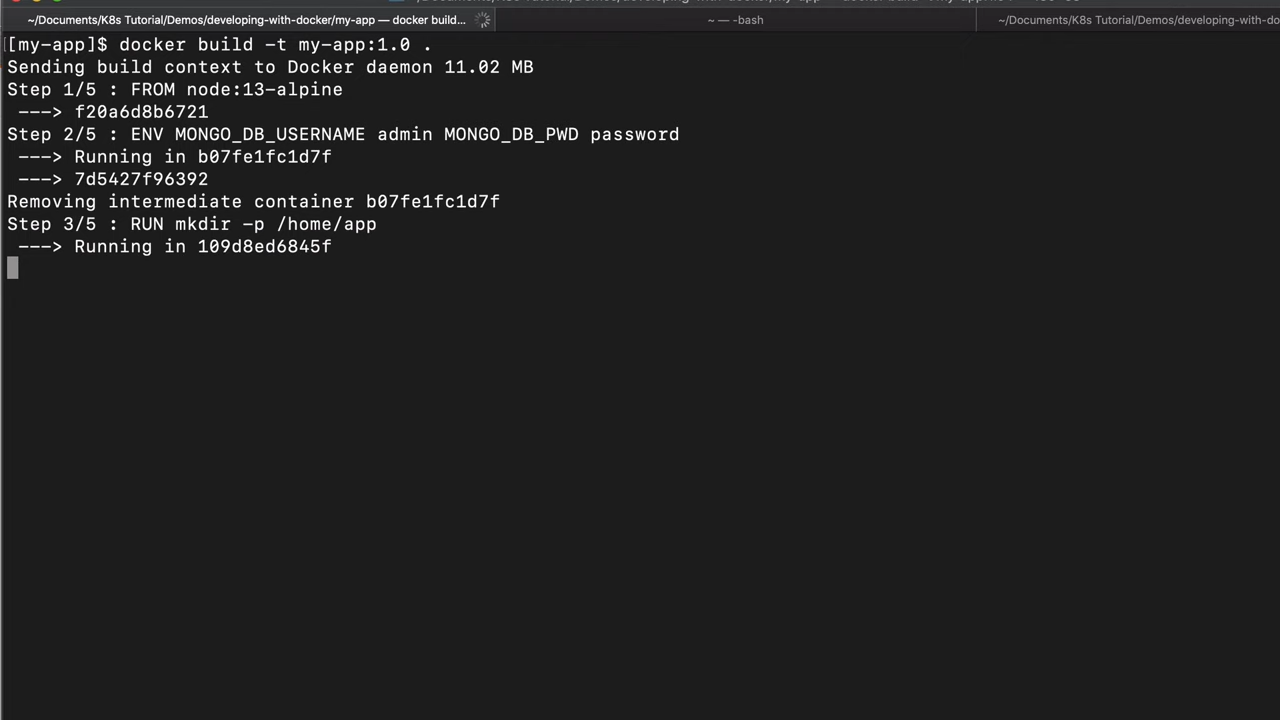 ~/Documents/K8s Tutorial/Demos/developing-with-docker/my-app — docker build...
~ — -bash
~/Documents/K8s Tutorial/Demos/developing-with-do
[[my-app]$ docker build -t my-app:1.0 .
Sending build context to Docker daemon 11.02 MB
Step 1/5 : FROM node:13-alpine
---> f20a6d8b6721
Step 2/5 : ENV MONGO_DB_USERNAME admin MONGO_DB_PWD password
---> Running in b07fe1fc1d7f
---> 7d5427f96392
Removing intermediate container b07fe1fc1d7f
Step 3/5 : RUN mkdir -p /home/app
---> Running in 109d8ed6845f